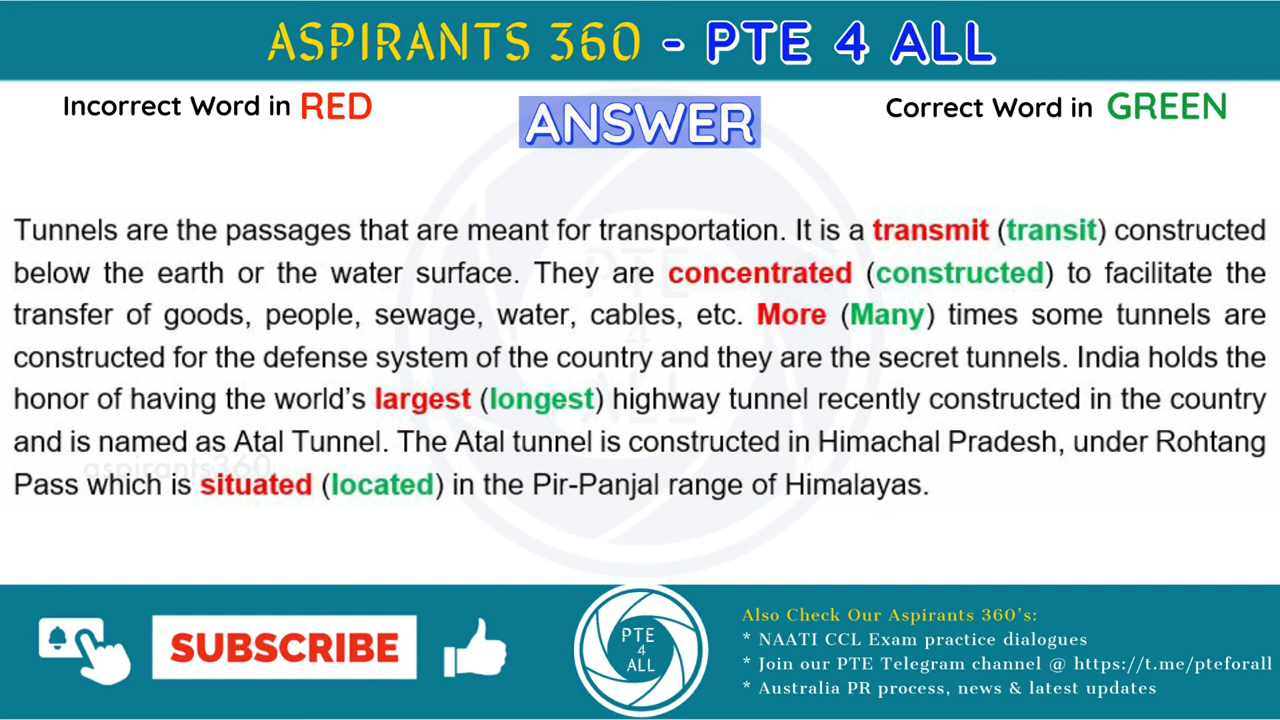 ASPIRANTS 360 - PTE 4 ALL
Incorrect Word in RED
ANSWER
Correct Word in GREEN
Tunnels are the passages that are meant for transportation. It is a transmit (transit) constructed
below the earth or the water surface. They are concentrated (constructed) to facilitate the
transfer of goods, people, sewage, water, cables, etc. More (Many) times some tunnels are
constructed for the defense system of the country and they are the secret tunnels. India holds the
honor of having the world's largest (longest) highway tunnel recently constructed in the country
and is named as Atal Tunnel. The Atal tunnel is constructed in Himachal Pradesh, under Rohtang
aspirants360
Pass which is situated (located) in the Pir-Panjal range of Himalayas.
SUBSCRIBE
PTE
4
ALL
Also Check Our Aspirants 360's:
* NAATI CCL Exam practice dialogues
* Join our PTE Telegram channel @ https://t.me/pteforall
* Australia PR process, news & latest updates